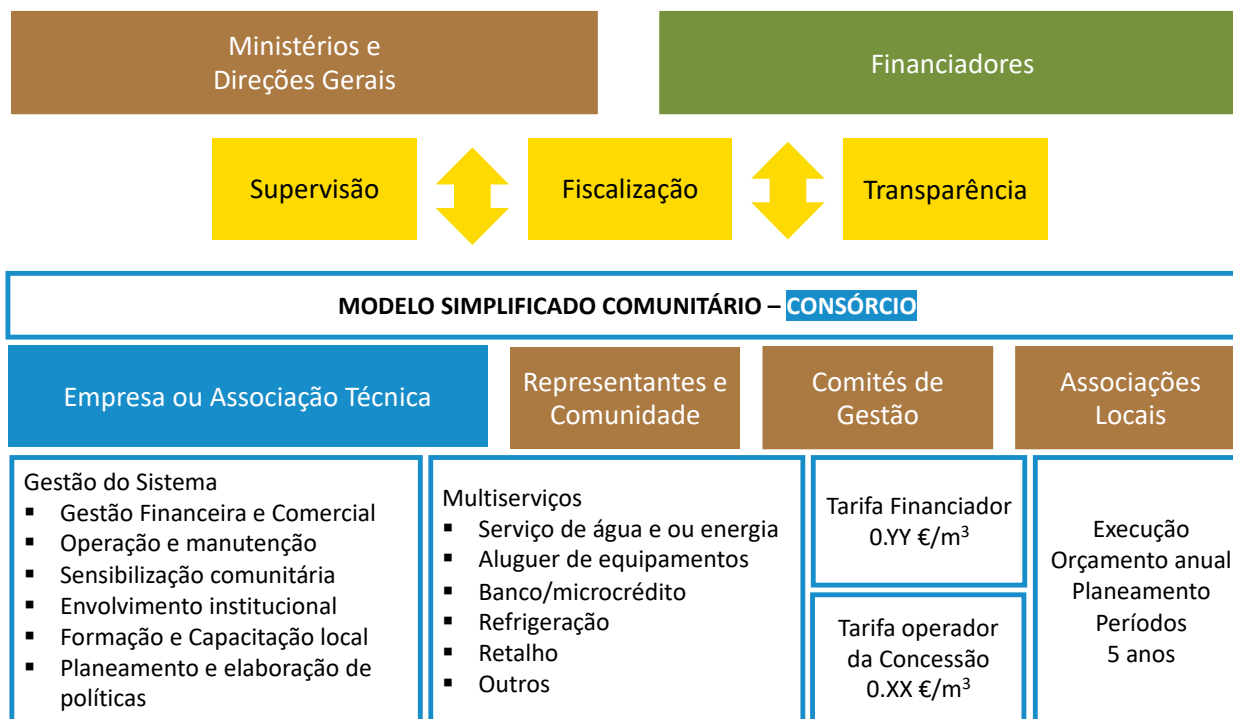 Ministérios e
Direções Gerais
Financiadores
Supervisão
Fiscalização
Transparência
MODELO SIMPLIFICADO COMUNITÁRIO – CONSÓRCIO
Empresa ou Associação Técnica
Representantes e
Comunidade
Comités de
Gestão
Associações
Locais
Gestão do Sistema
▪ Gestão Financeira e Comercial
▪ Operação e manutenção
▪ Sensibilização comunitária
▪ Envolvimento institucional
▪ Formação e Capacitação local
▪ Planeamento e elaboração de
políticas
Multiserviços
▪ Serviço de água e ou energia
▪ Aluguer de equipamentos
▪ Banco/microcrédito
▪ Refrigeração
▪ Retalho
▪ Outros
Tarifa Financiador
0.YY €/m³
Tarifa operador
da Concessão
0.XX €/m³
Execução
Orçamento anual
Planeamento
Períodos
5 anos